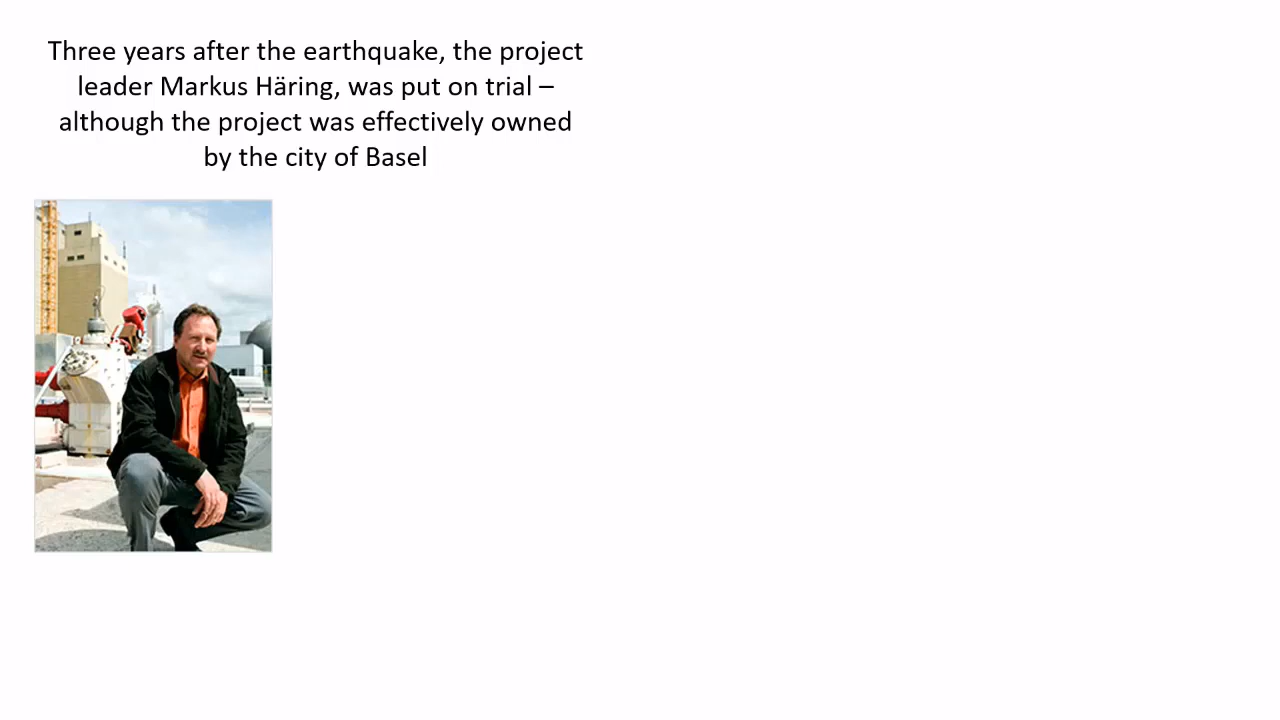 Three years after the earthquake, the project
leader Markus Häring, was put on trial –
although the project was effectively owned
by the city of Basel